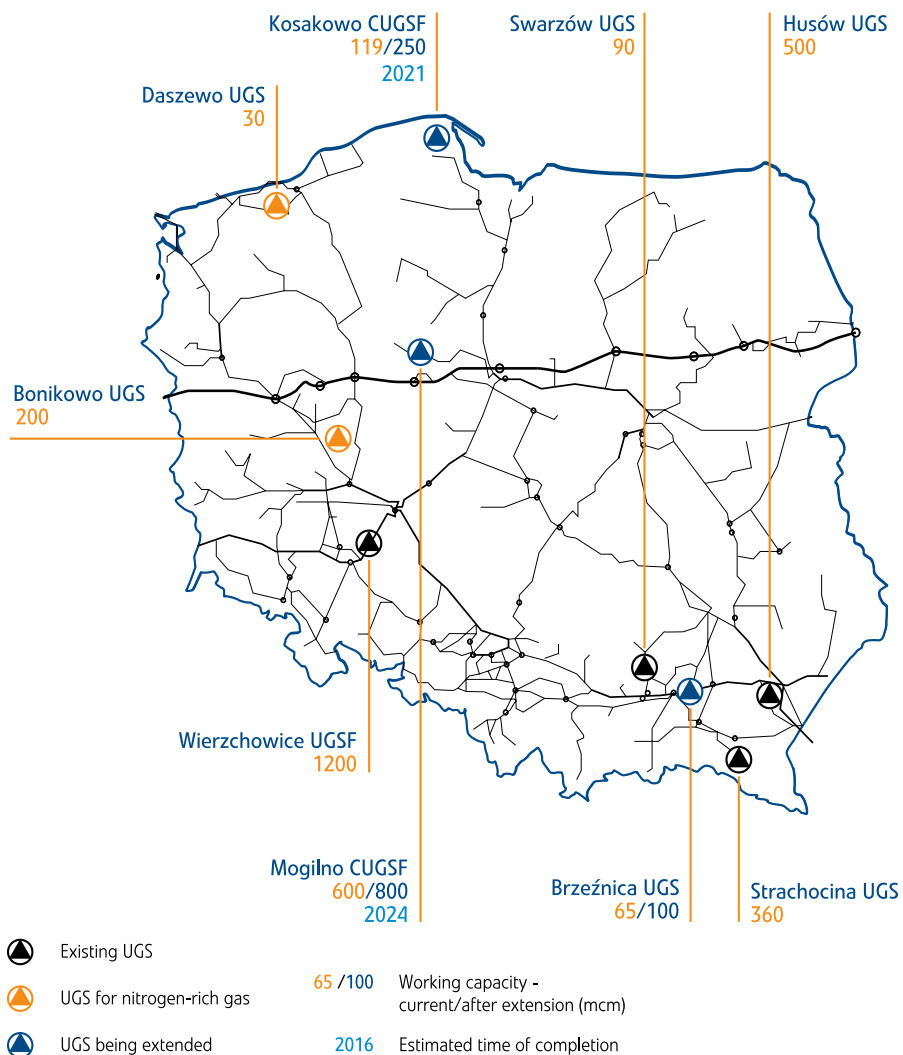 Kosakowo CUGSF
119/250
2021
Swarzów UGS
90
Husów UGS
500
Daszewo UGS
30
Bonikowo UGS
200
Wierzchowice UGSF
1200
Mogilno CUGSF
600/800
2024
Brzeźnica UGS
65/100
Strachocina UGS
360
Existing UGS
UGS for nitrogen-rich gas
UGS being extended
65 /100 Working capacity -
current/after extension (mcm)
2016 Estimated time of completion